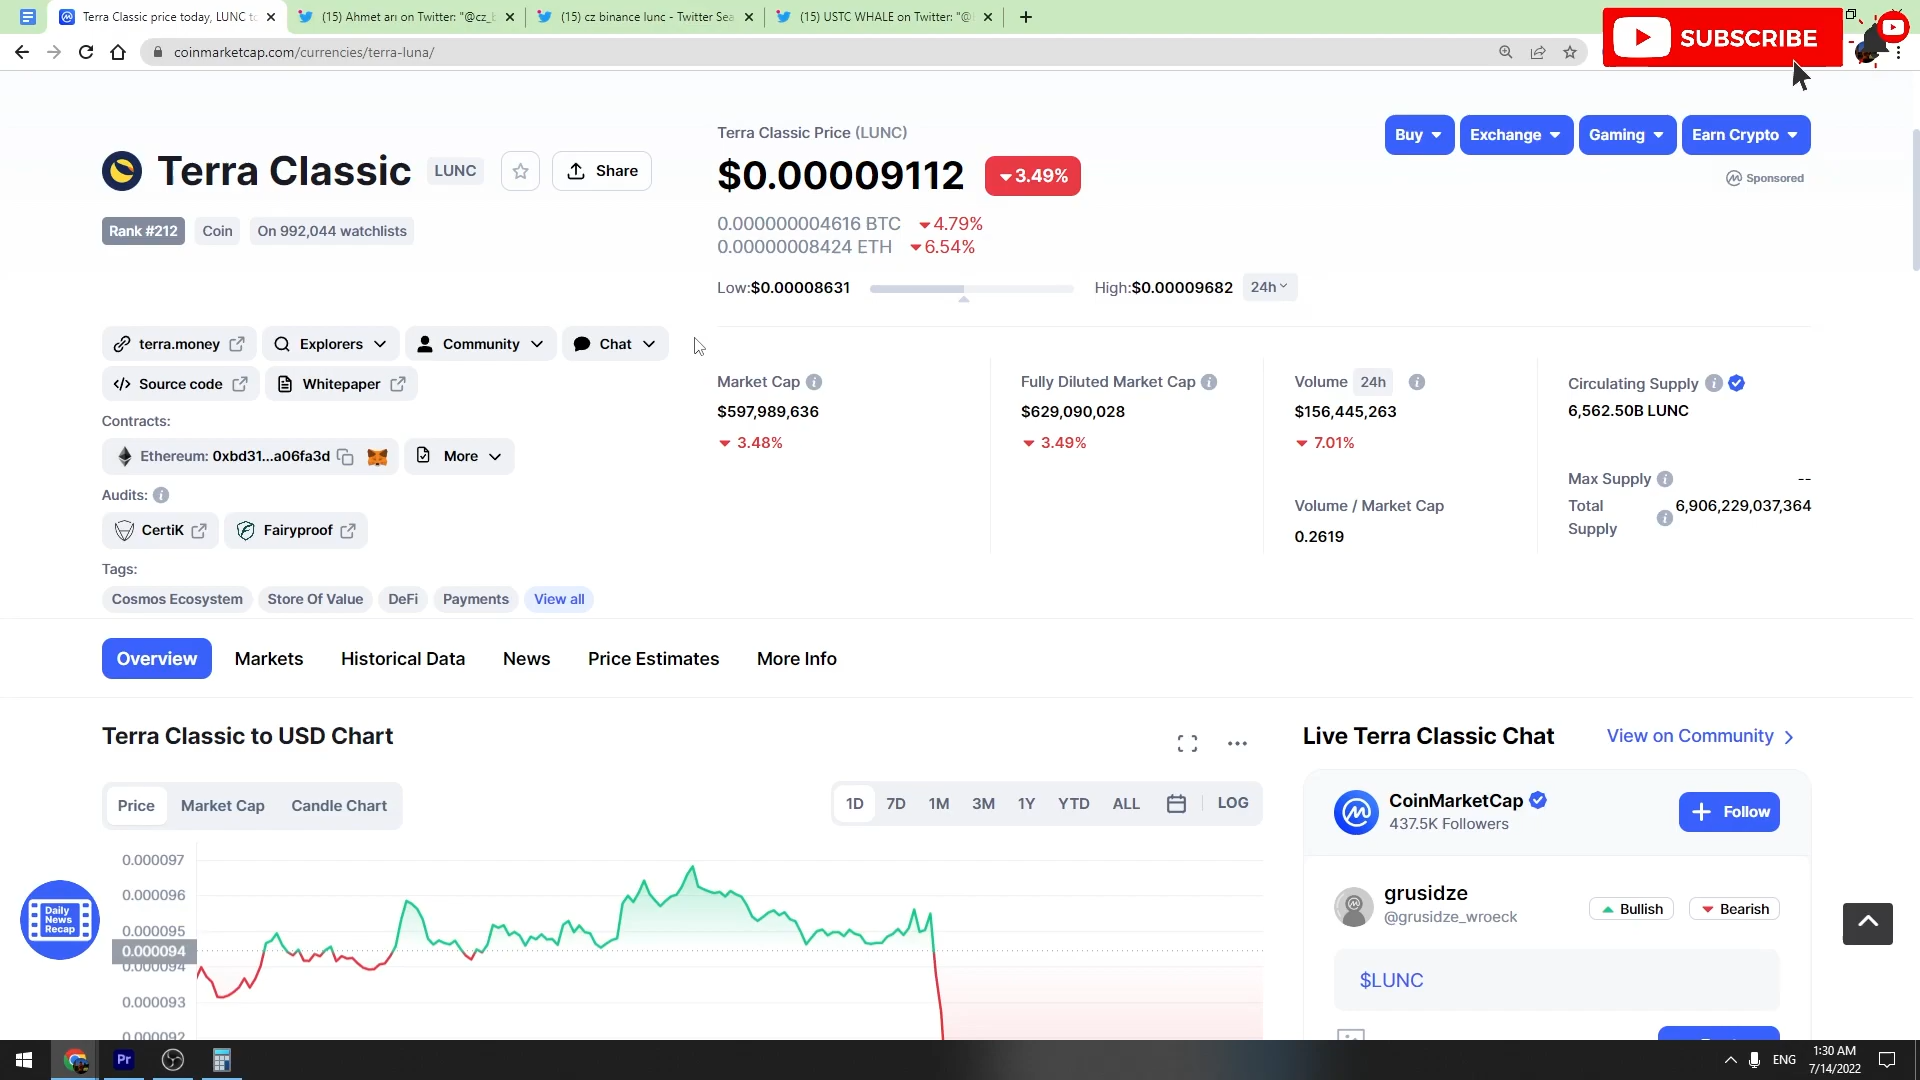 Terra Classic price today, LUNC to
(15) Ahmet arı on Twitter: "@cz_b
(15) cz binance lunc - Twitter Sea
(15) USTC WHALE on Twitter: "@
coinmarketcap.com/currencies/terra-luna/
SUBSCRIBE
Terra Classic LUNC Share
Rank #212 Coin On 992,044 watchlists
Terra Classic Price (LUNC)
$0.00009112 3.49%
0.000000004616 BTC 4.79%
0.00000008424 ETH 6.54%
Low:$0.00008631 High:$0.00009682 24h
Buy Exchange Gaming Earn Crypto
Sponsored
terra.money Explorers Community Chat
Source code Whitepaper
Contracts:
Ethereum: 0xbd31...a06fa3d More
Audits:
CertiK Fairyproof
Tags:
Cosmos Ecosystem Store Of Value DeFi Payments View all
Market Cap
$597,989,636
3.48%
Fully Diluted Market Cap
$629,090,028
3.49%
Volume 24h
$156,445,263
7.01%
Volume / Market Cap
0.2619
Circulating Supply
6,562.50B LUNC
Max Supply --
Total Supply 6,906,229,037,364
Overview Markets Historical Data News Price Estimates More Info
Terra Classic to USD Chart
Price Market Cap Candle Chart
1D 7D 1M 3M 1Y YTD ALL LOG
0.000097
0.000096
0.000095
0.000094
0.000094
0.000093
0.000092
Daily
News
Recap
Live Terra Classic Chat View on Community
CoinMarketCap
437.5K Followers
Follow
grusidze
@grusidze_wroeck
Bullish Bearish
$LUNC
Pr
ENG
1:30 AM
7/14/2022